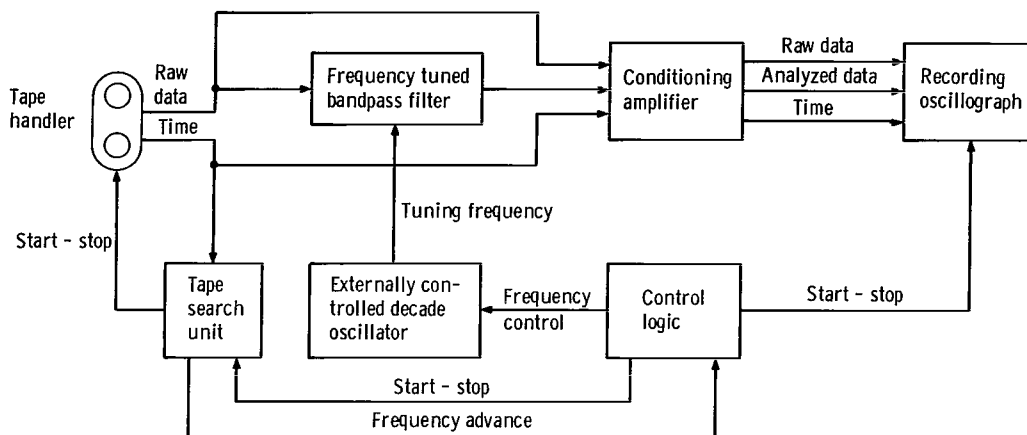 Tape
handler
Raw
data
Time
Frequency tuned
bandpass filter
Conditioning
amplifier
Raw data
Analyzed data
Time
Recording
oscillograph
Tuning frequency
Start - stop
Tape
search
unit
Externally con-
trolled decade
oscillator
Frequency
control
Control
logic
Start - stop
Start - stop
Frequency advance